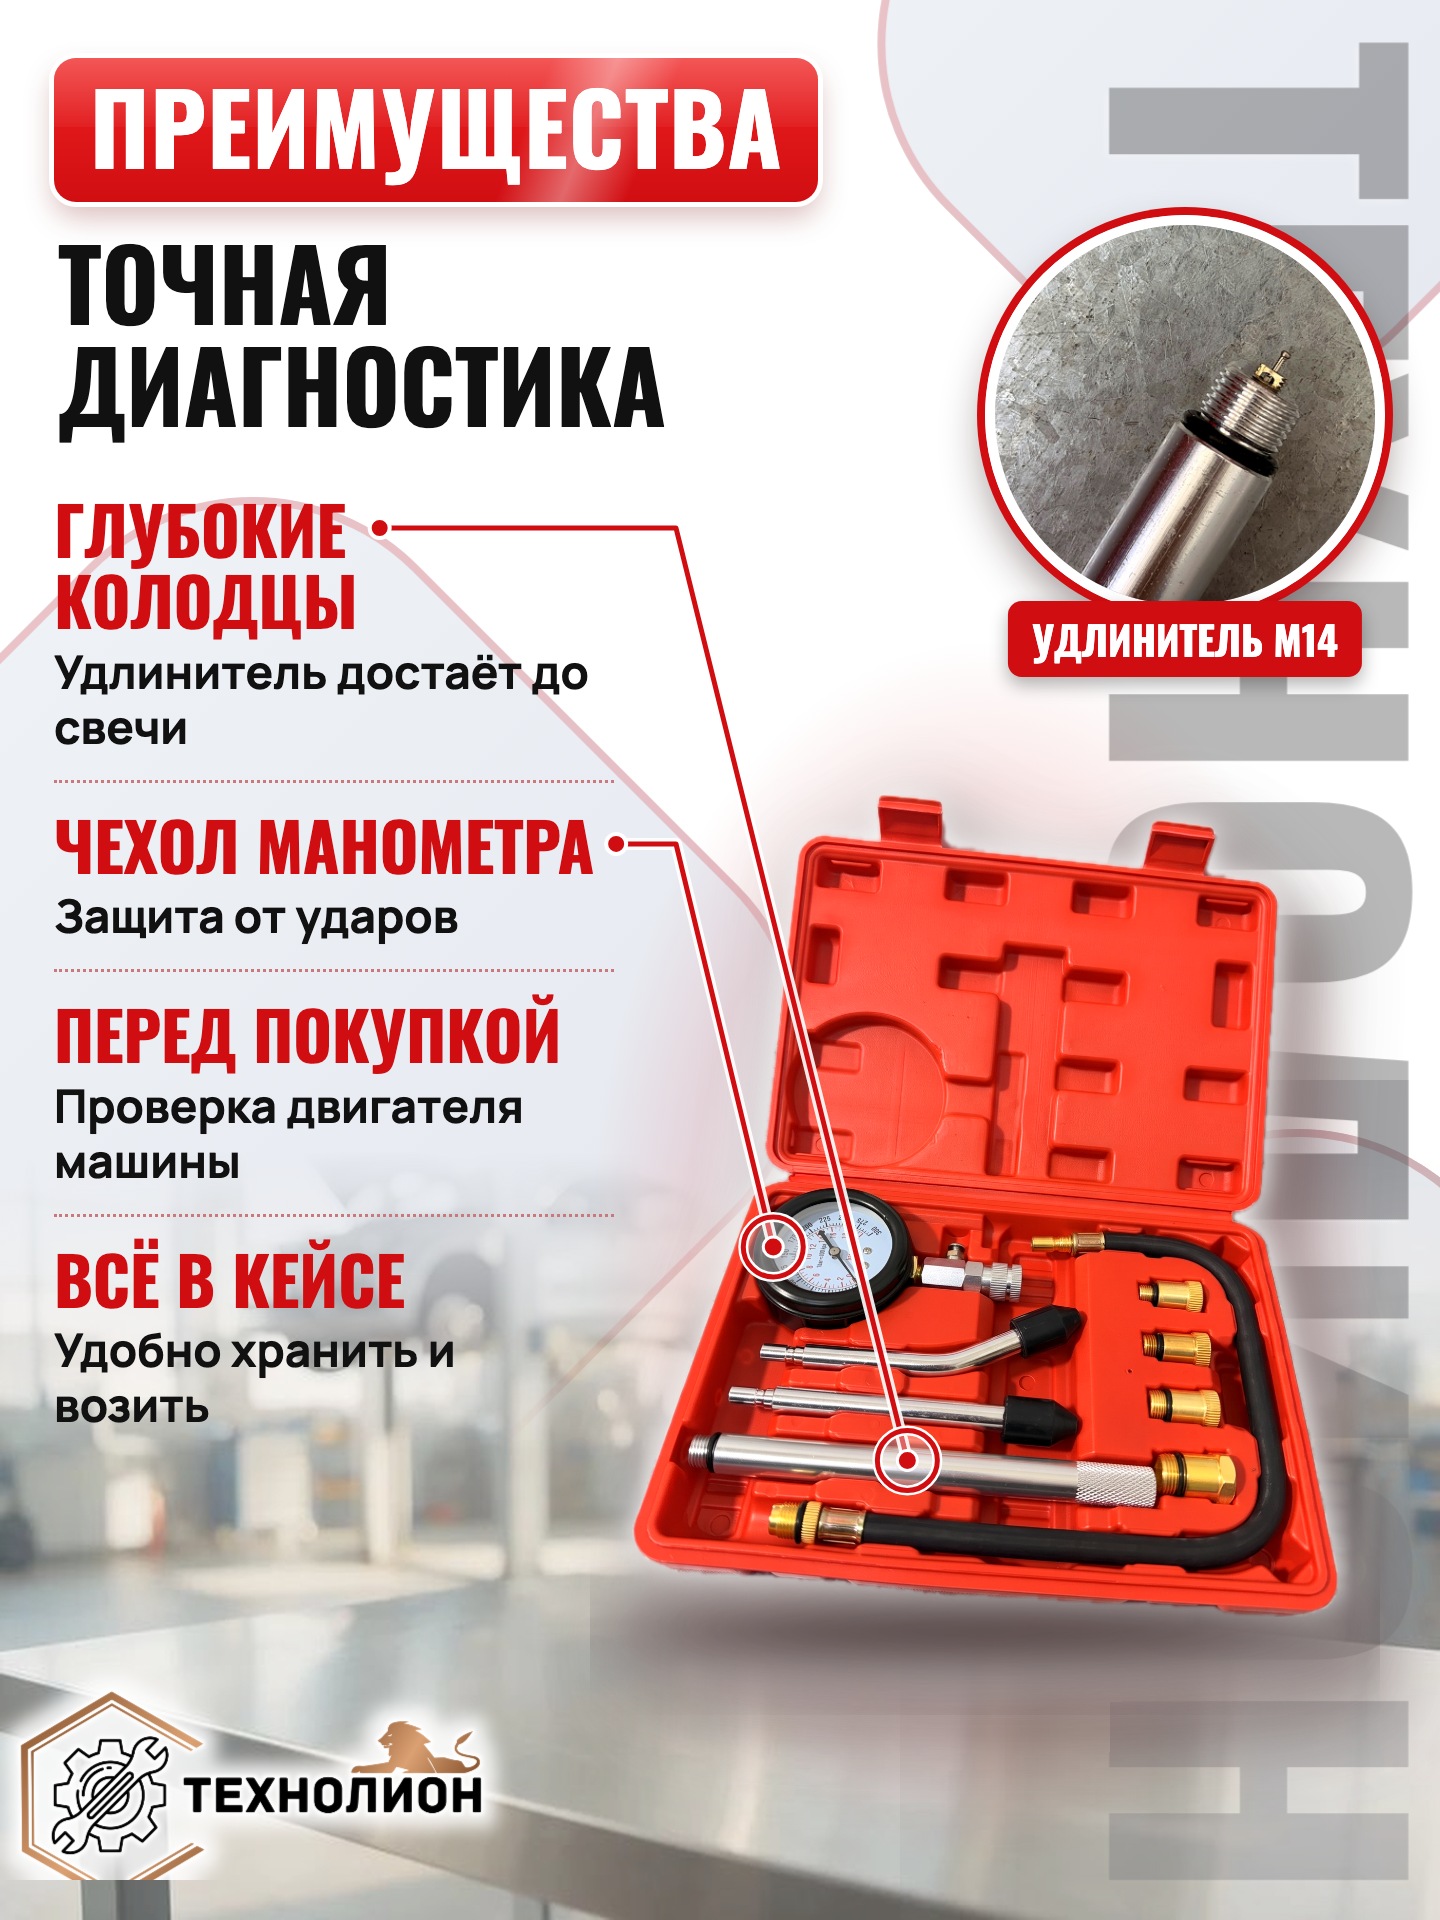 ПРЕИМУЩЕСТВА
ТОЧНАЯ
ДИАГНОСТИКА
ГЛУБОКИЕ
КОЛОДЦЫ
Удлинитель достаёт до
свечи
ЧЕХОЛ МАНОМЕТРА
Защита от ударов
ПЕРЕД ПОКУПКОЙ
Проверка двигателя
машины
ВСЁ В КЕЙСЕ
Удобно хранить и
возить
УДЛИНИТЕЛЬ М14
ТЕХНОЛИОН